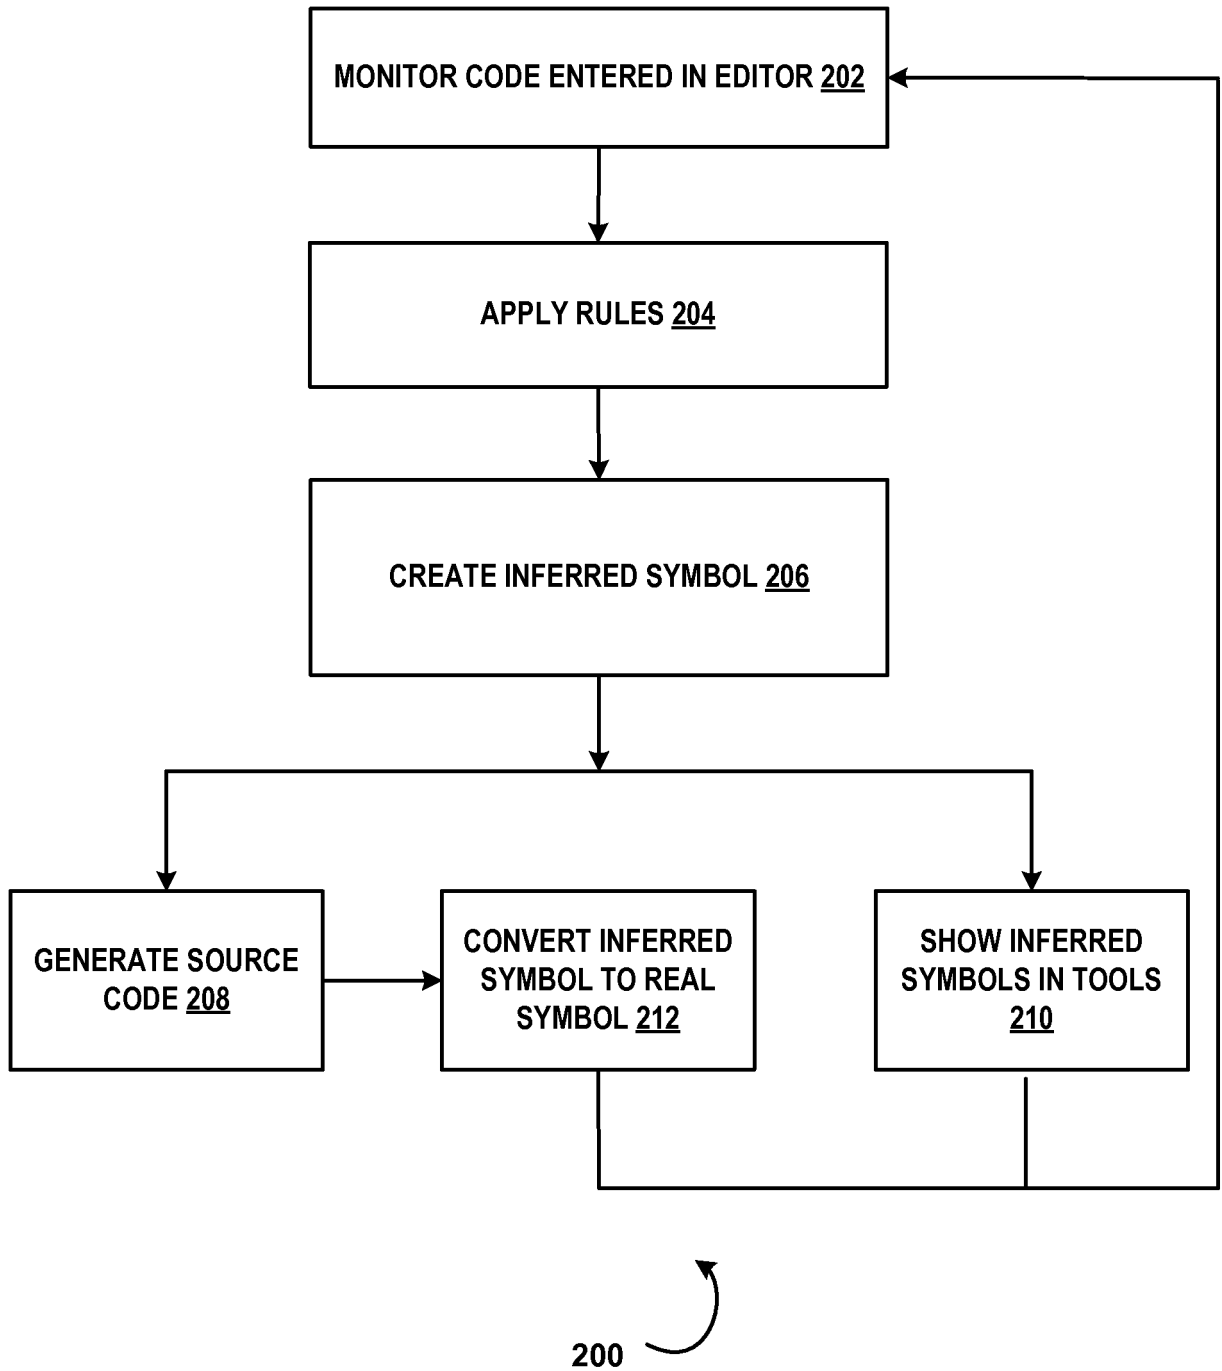 MONITOR CODE ENTERED IN EDITOR 202
APPLY RULES 204
CREATE INFERRED SYMBOL 206
GENERATE SOURCE
CODE 208
CONVERT INFERRED
SYMBOL TO REAL
SYMBOL 212
SHOW INFERRED
SYMBOLS IN TOOLS
210
200